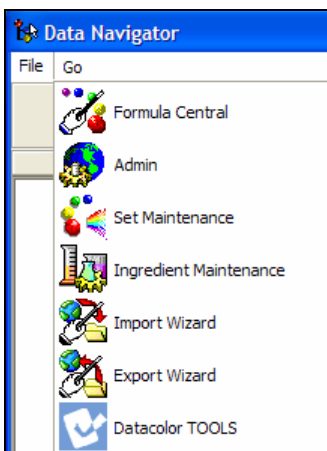 Data Navigator
File Go
Formula Central
Admin
Set Maintenance
Ingredient Maintenance
Import Wizard
Export Wizard
Datacolor TOOLS